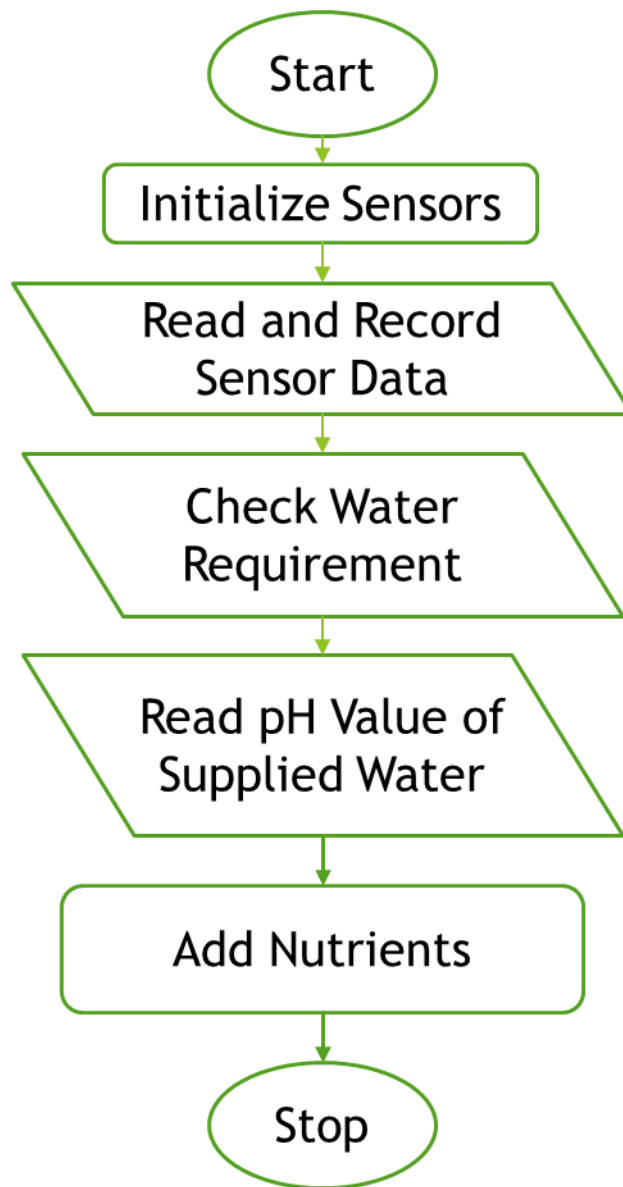 Start
Initialize Sensors
Read and Record
Sensor Data
Check Water
Requirement
Read pH Value of
Supplied Water
Add Nutrients
Stop